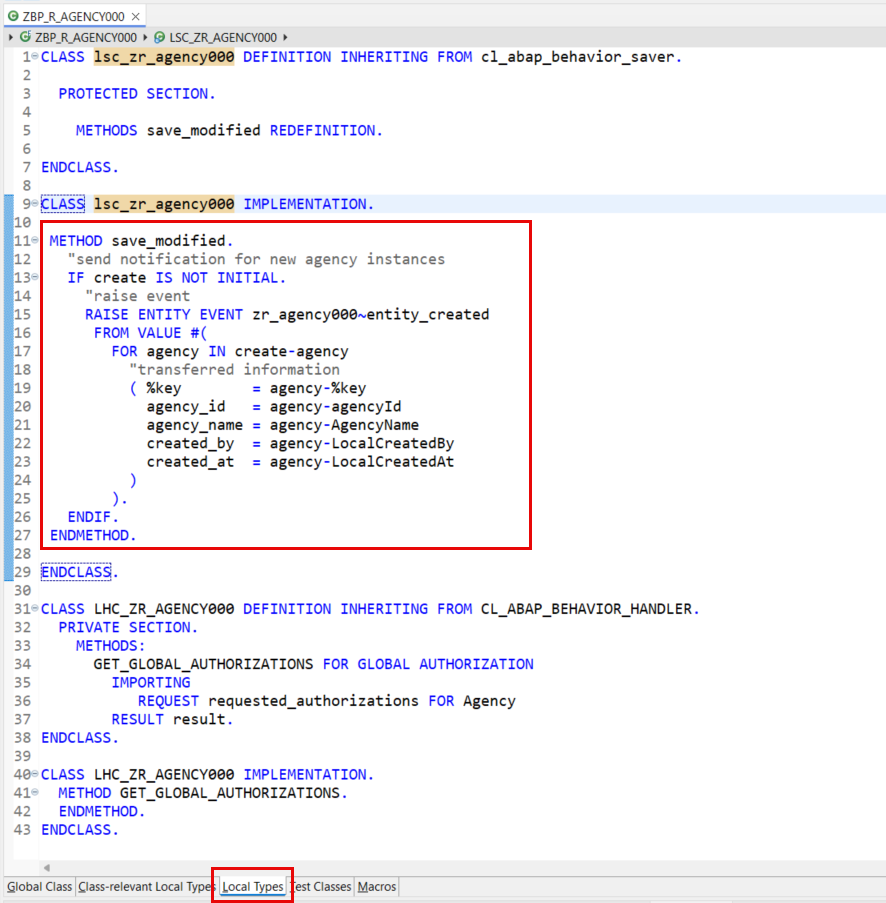 ZBP_R_AGENCY000
ZBP_R_AGENCY000 LSC_ZR_AGENCY000
1 CLASS lsc_zr_agency000 DEFINITION INHERITING FROM cl_abap_behavior_saver.
2
3 PROTECTED SECTION.
4
5 METHODS save_modified REDEFINITION.
6
7 ENDCLASS.
8
9 CLASS lsc_zr_agency000 IMPLEMENTATION.
10
11 METHOD save_modified.
12 "send notification for new agency instances
13 IF create IS NOT INITIAL.
14 "raise event
15 RAISE ENTITY EVENT zr_agency000~entity_created
16 FROM VALUE #(
17 FOR agency IN create-agency
18 "transferred information
19 ( %key = agency-%key
20 agency_id = agency-agencyId
21 agency_name = agency-AgencyName
22 created_by = agency-LocalCreatedBy
23 created_at = agency-LocalCreatedAt
24 )
25 ).
26 ENDIF.
27 ENDMETHOD.
28
29 ENDCLASS.
30
31 CLASS LHC_ZR_AGENCY000 DEFINITION INHERITING FROM CL_ABAP_BEHAVIOR_HANDLER.
32 PRIVATE SECTION.
33 METHODS:
34 GET_GLOBAL_AUTHORIZATIONS FOR GLOBAL AUTHORIZATION
35 IMPORTING
36 REQUEST requested_authorizations FOR Agency
37 RESULT result.
38 ENDCLASS.
39
40 CLASS LHC_ZR_AGENCY000 IMPLEMENTATION.
41 METHOD GET_GLOBAL_AUTHORIZATIONS.
42 ENDMETHOD.
43 ENDCLASS.
Global Class Class-relevant Local Types Local Types Test Classes Macros